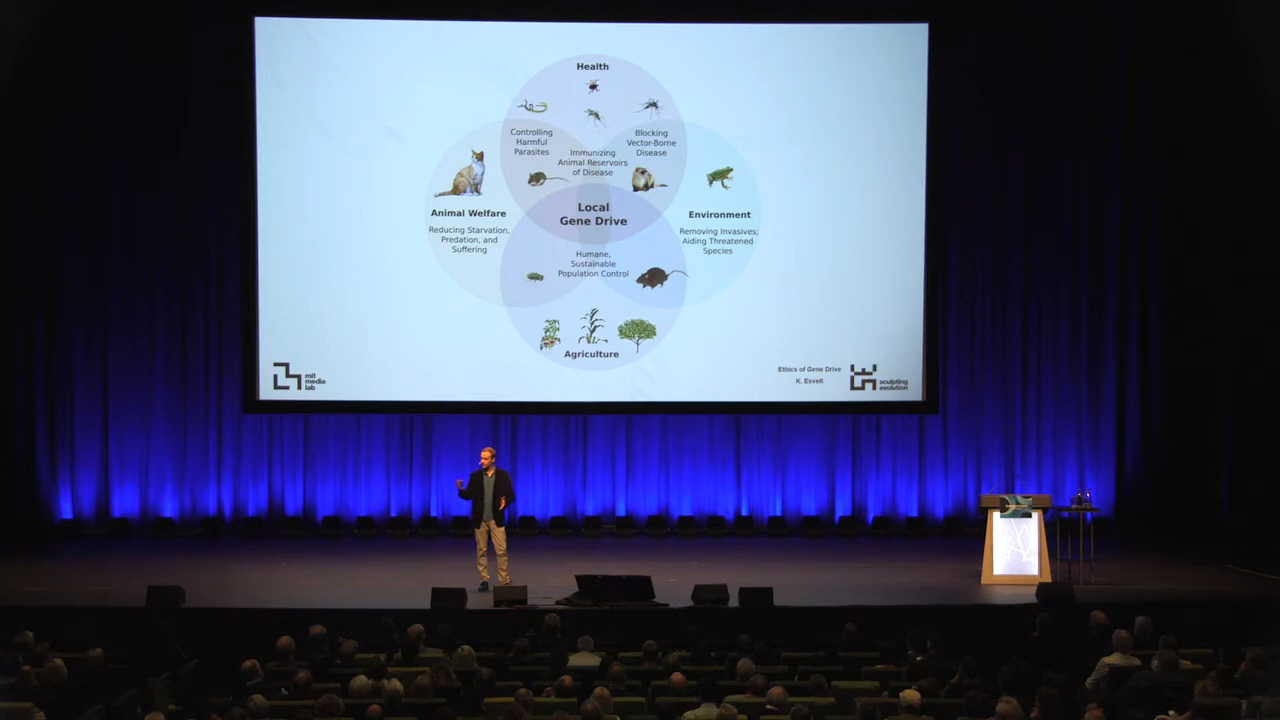 Health
Controlling
Harmful
Parasites
Blocking
Vector-Borne
Disease
Immunizing
Animal Reservoirs
of Disease
Animal Welfare
Reducing Starvation,
Predation, and
Suffering
Local
Gene Drive
Environment
Removing Invasives;
Aiding Threatened
Species
Humane,
Sustainable
Population Control
Agriculture
mit
media
lab
Ethics of Gene Drive
K. Esvelt
sculpting
evolution